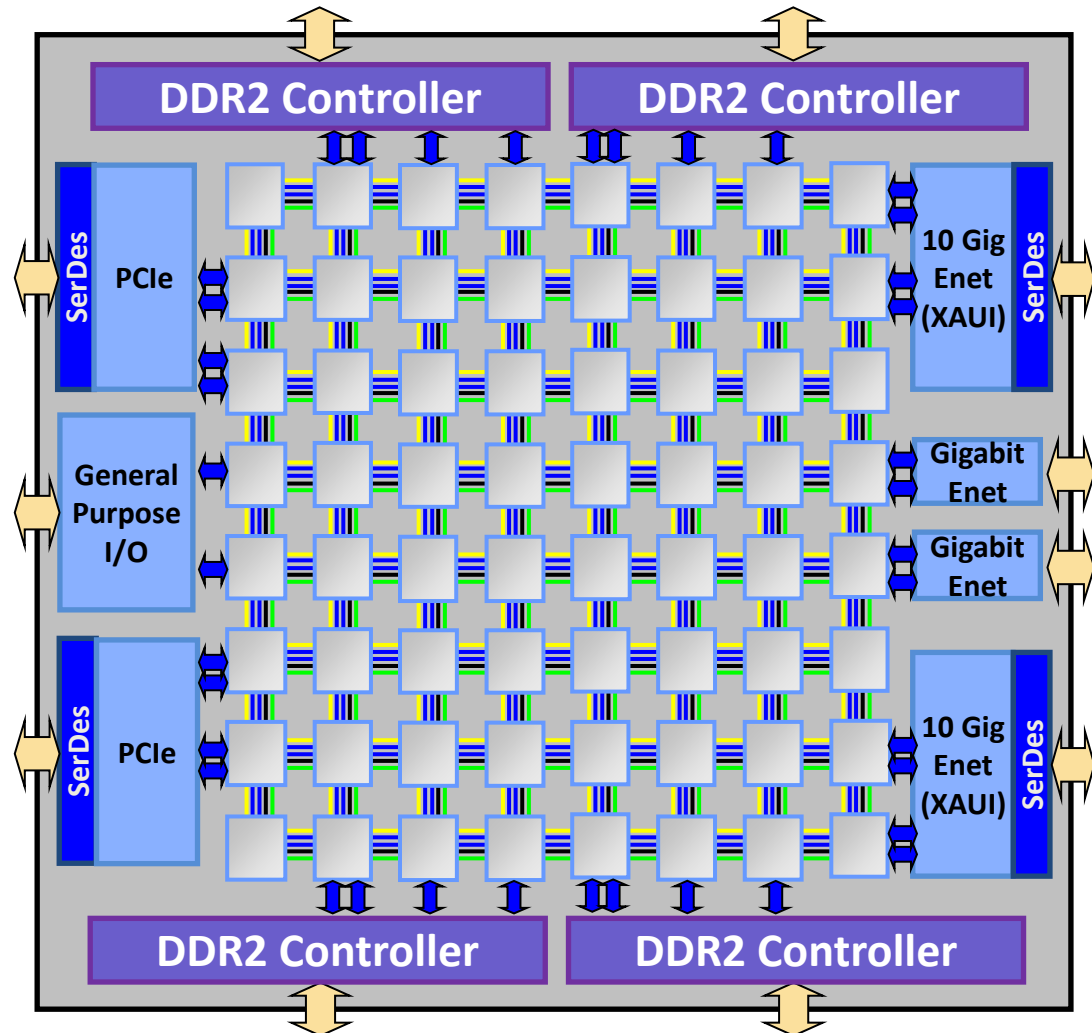 DDR2 Controller
DDR2 Controller
SerDes
PCIe
10 Gig
Enet
(XAUI)
SerDes
General
Purpose
I/O
Gigabit
Enet
Gigabit
Enet
SerDes
PCIe
10 Gig
Enet
(XAUI)
SerDes
DDR2 Controller
DDR2 Controller